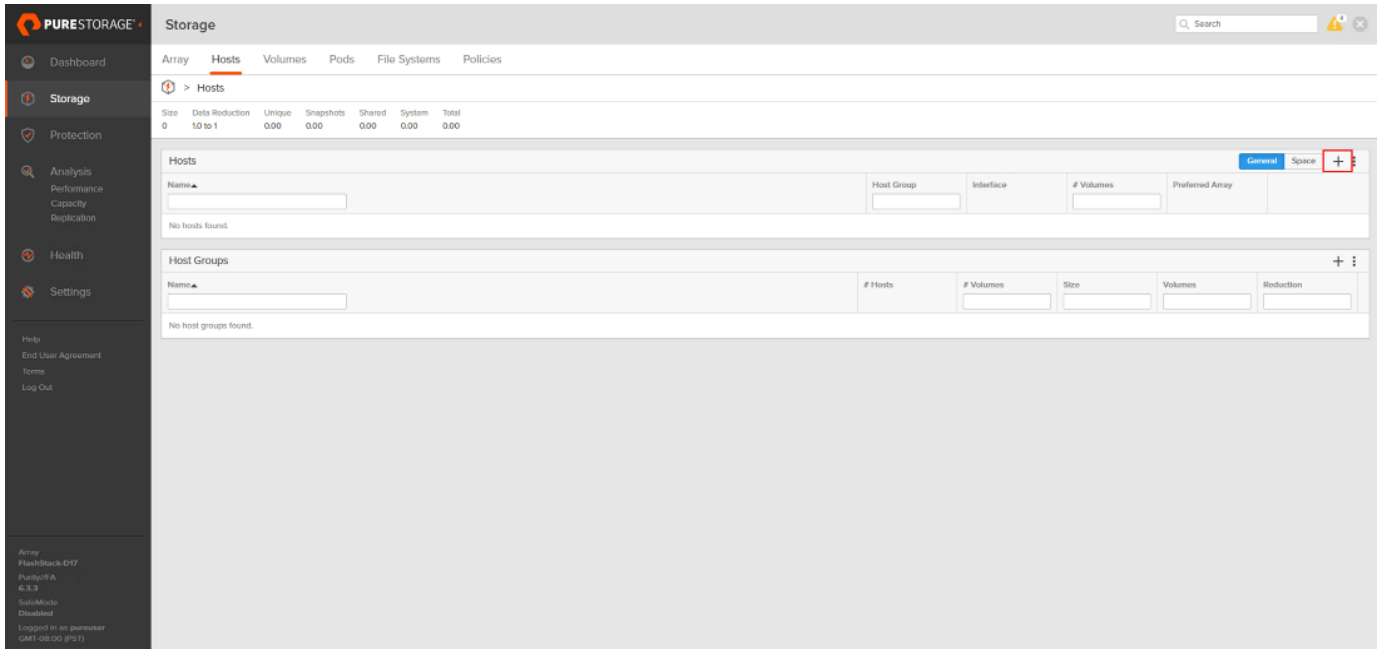 PURESTORAGE®
Storage
Search
4
Dashboard
Storage
Protection
Analysis
Performance
Capacity
Replication
Health
Settings
Help
End User Agreement
Terms
Log Out
Array
FlashStack-D17
Purity//FA
6.3.3
SafeMode
Disabled
Logged in as pureuser
GMT-08:00 (PST)
Array Hosts Volumes Pods File Systems Policies
> Hosts
Size Data Reduction Unique Snapshots Shared System Total
0 1.0 to 1 0.00 0.00 0.00 0.00 0.00
Hosts General Space +
Name▲ Host Group Interface # Volumes Preferred Array
No hosts found.
Host Groups +
Name▲ # Hosts # Volumes Size Volumes Reduction
No host groups found.